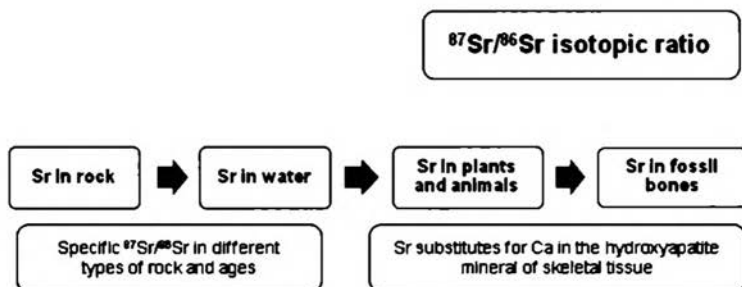 ⁸⁷Sr/⁸⁶Sr isotopic ratio
Sr in rock
Sr in water
Sr in plants
and animals
Sr in fossil
bones
Specific ⁸⁷Sr/⁸⁶Sr in different
types of rock and ages
Sr substitutes for Ca in the hydroxyapatite
mineral of skeletal tissue